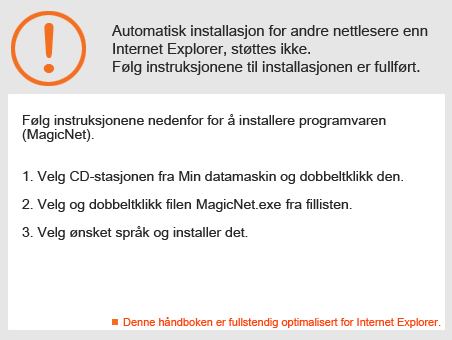 Automatisk installasjon for andre nettlesere enn
Internet Explorer, støttes ikke.
Følg instruksjonene til installasjonen er fullført.
Følg instruksjonene nedenfor for å installere programvaren
(MagicNet).
1. Velg CD-stasjonen fra Min datamaskin og dobbeltklikk den.
2. Velg og dobbeltklikk filen MagicNet.exe fra fillisten.
3. Velg ønsket språk og installer det.
Denne håndboken er fullstendig optimalisert for Internet Explorer.